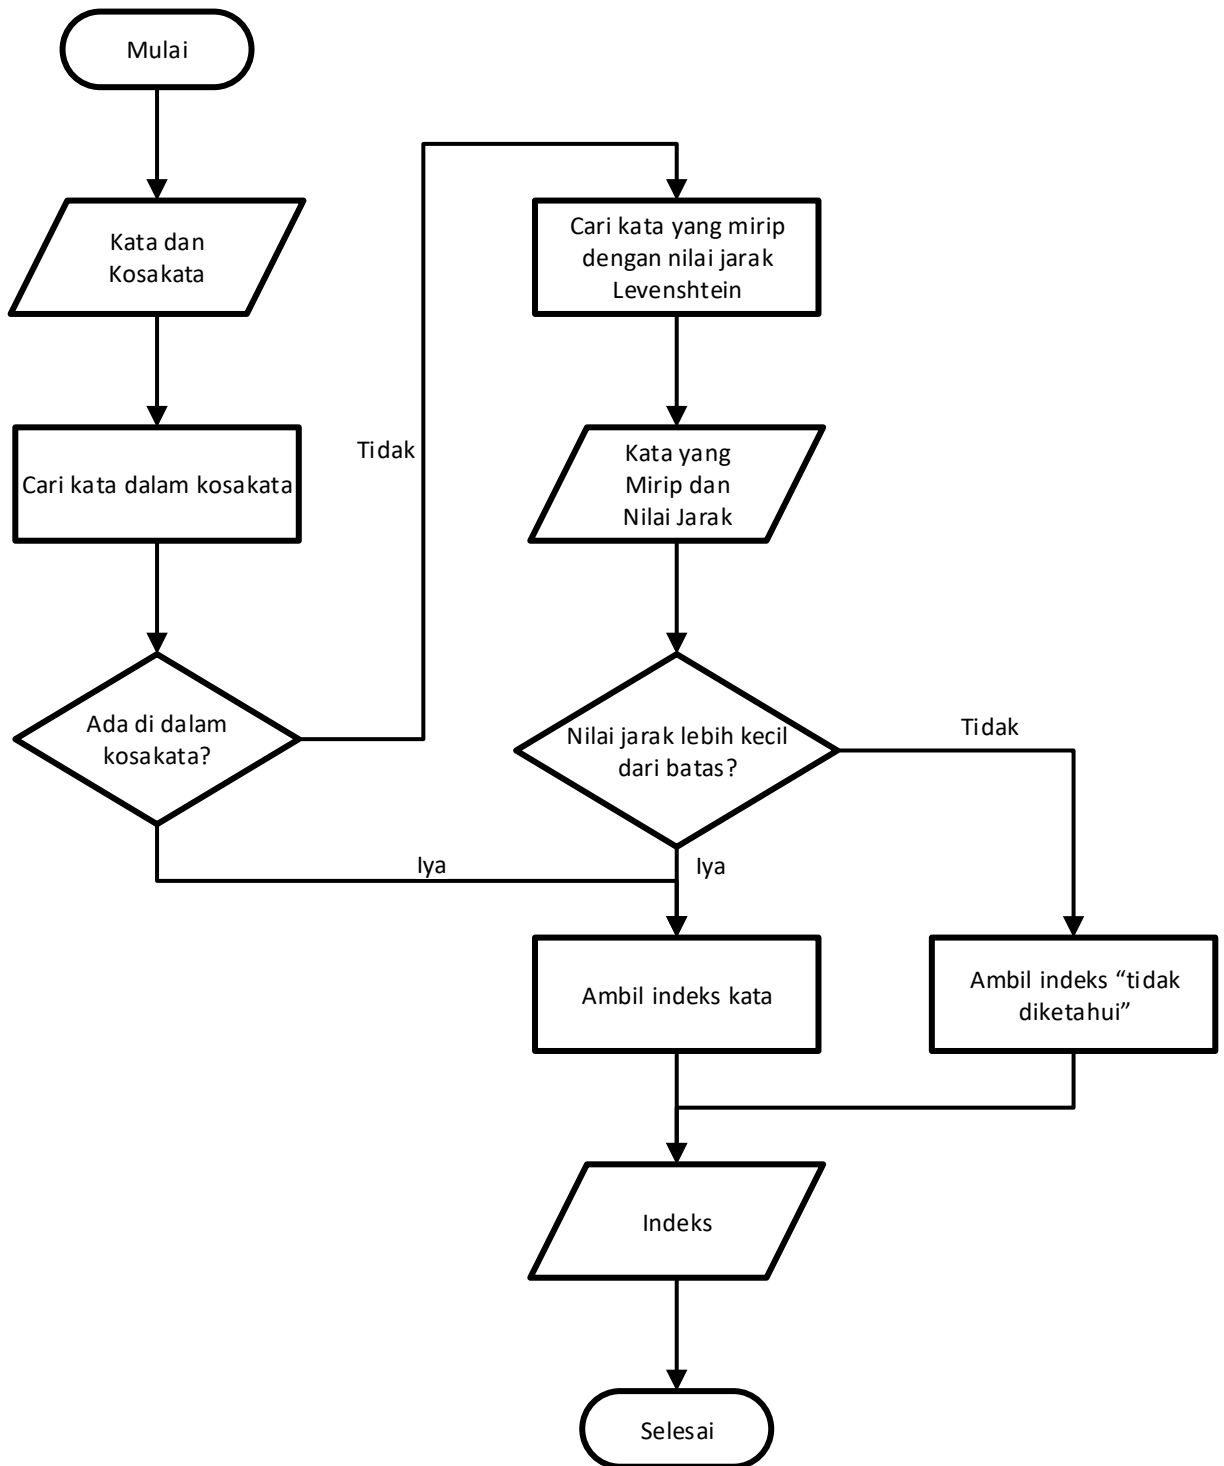 Mulai
Kata dan
Kosakata
Cari kata dalam kosakata
Ada di dalam
kosakata?
Tidak
Iya
Cari kata yang mirip
dengan nilai jarak
Levenshtein
Kata yang
Mirip dan
Nilai Jarak
Nilai jarak lebih kecil
dari batas?
Tidak
Iya
Ambil indeks kata
Ambil indeks “tidak
diketahui”
Indeks
Selesai